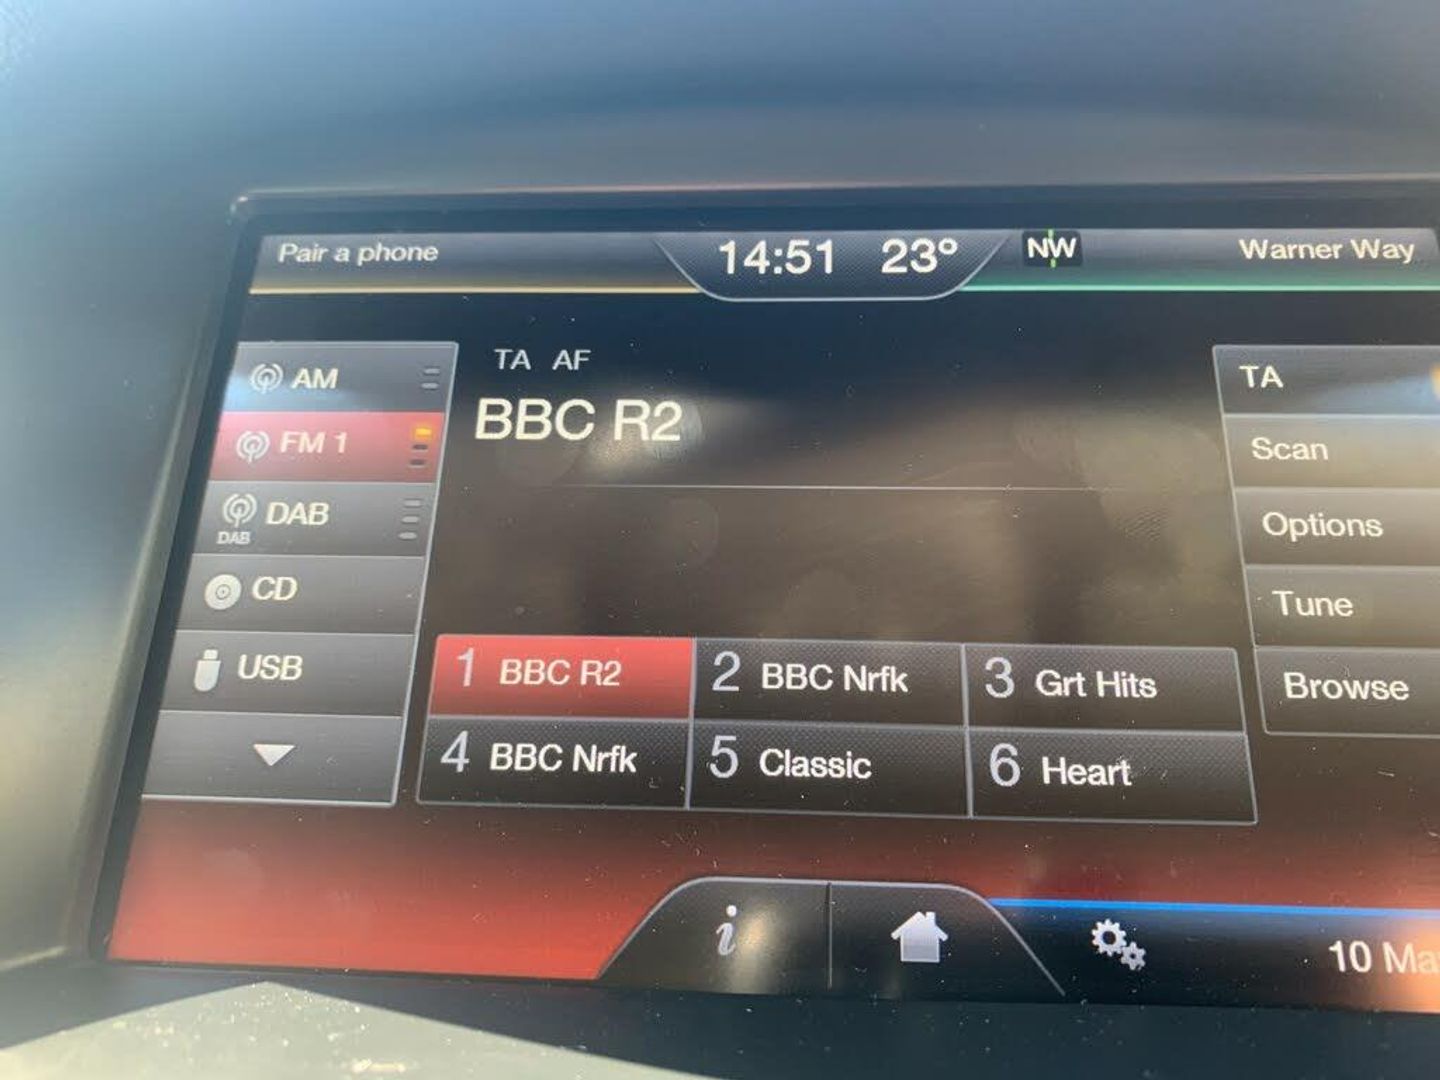 Pair a phone
14:51 23° NW Warner Way
AM
FM 1
DAB
DAB
CD
USB
TA AF
BBC R2
1 BBC R2
2 BBC Nrfk
3 Grt Hits
4 BBC Nrfk
5 Classic
6 Heart
TA
Scan
Options
Tune
Browse
i
10 Ma